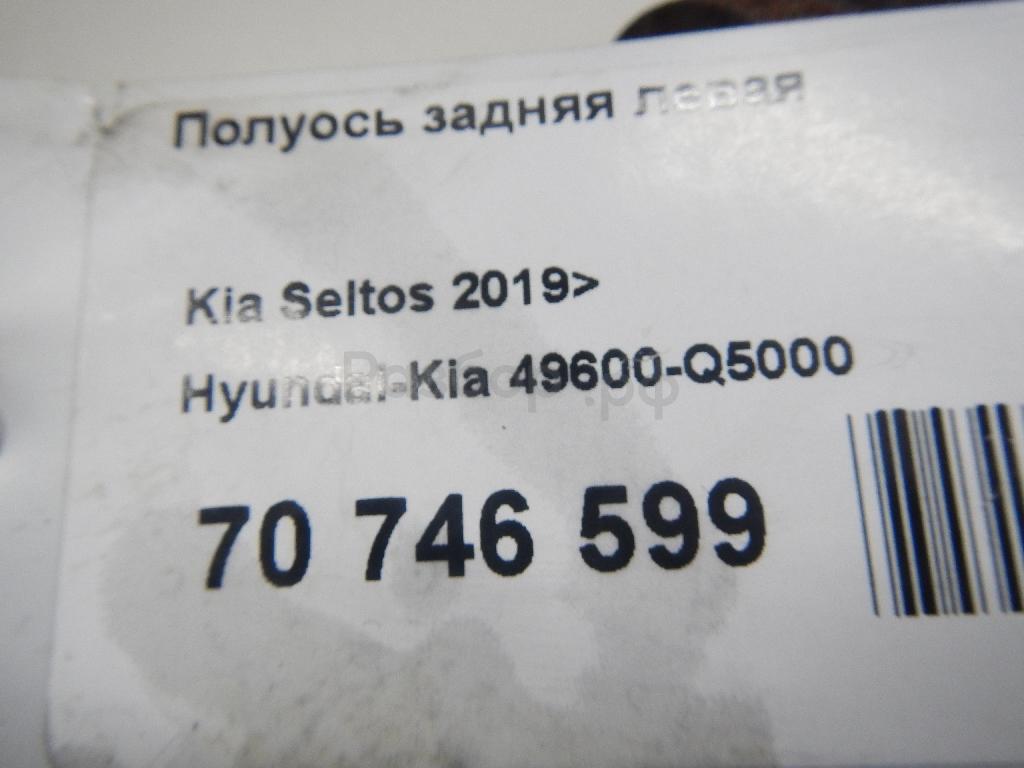 Полуось задняя левая
Kia Seltos 2019>
Hyundai-Kia 49600-Q5000
70 746 599